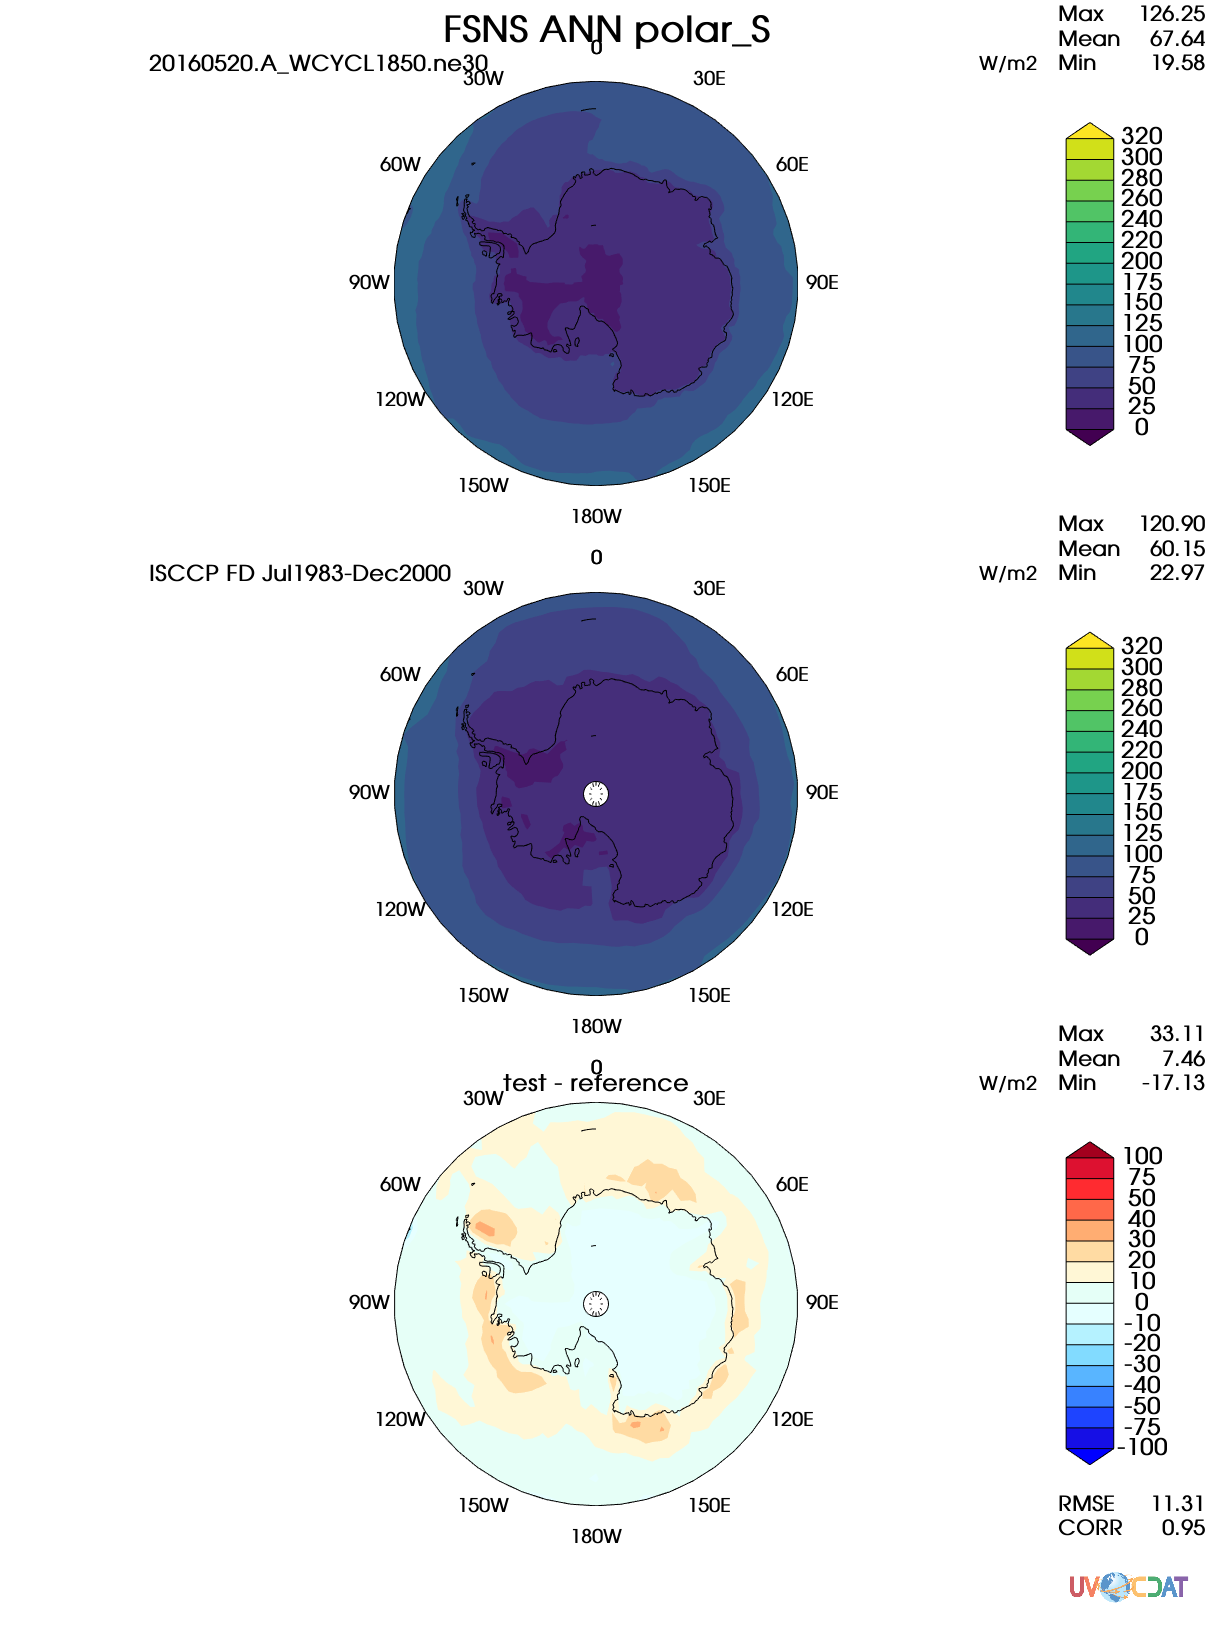 FSNS ANN polar_S
20160520.A_WCYCL1850.ne30
W/m2
Max 126.25
Mean 67.64
Min 19.58
0
30W 30E
60W 60E
90W 90E
120W 120E
150W 150E
180W
320
300
280
260
240
220
200
175
150
125
100
75
50
25
0
ISCCP FD Jul1983-Dec2000
W/m2
Max 120.90
Mean 60.15
Min 22.97
0
30W 30E
60W 60E
90W 90E
120W 120E
150W 150E
180W
320
300
280
260
240
220
200
175
150
125
100
75
50
25
0
test - reference
W/m2
Max 33.11
Mean 7.46
Min -17.13
0
30W 30E
60W 60E
90W 90E
120W 120E
150W 150E
180W
100
75
50
40
30
20
10
0
-10
-20
-30
-40
-50
-75
-100
RMSE 11.31
CORR 0.95
UV CDAT